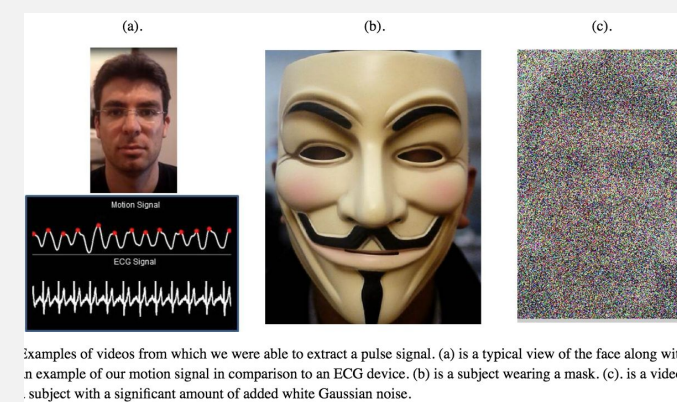 (a).
(b).
(c).
Motion Signal
ECG Signal
Examples of videos from which we were able to extract a pulse signal. (a) is a typical view of the face along
example of our motion signal in comparison to an ECG device. (b) is a subject wearing a mask. (c). is a
subject with a significant amount of added white Gaussian noise.